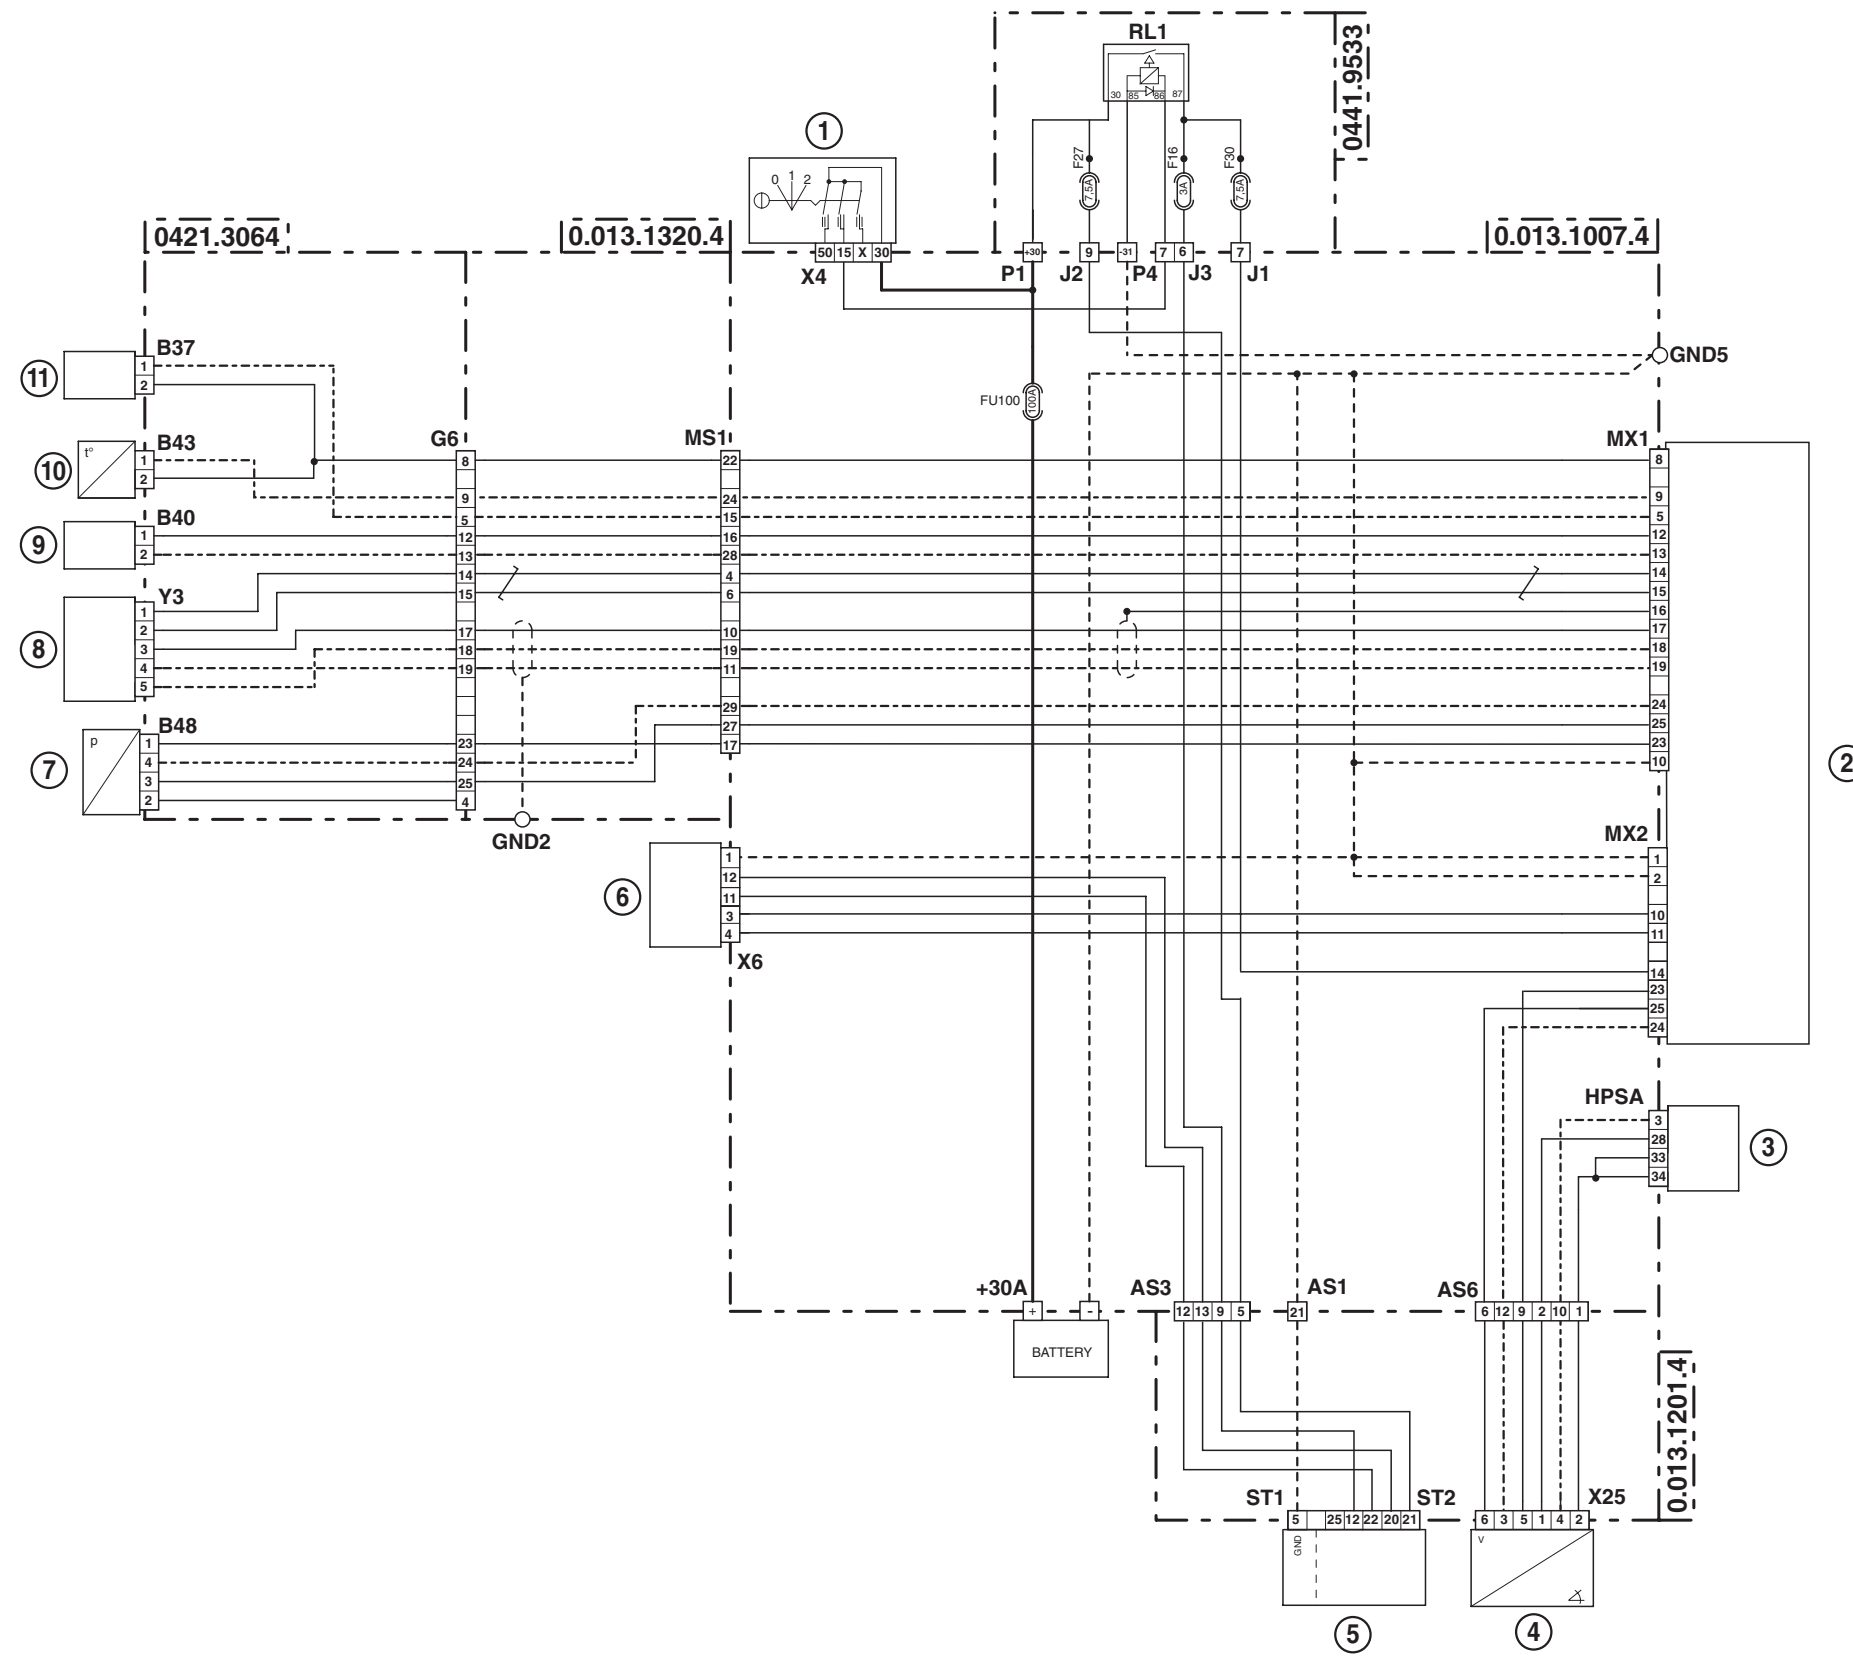 RL1
30 85 86 87
0441.9533
1
F27
F16
F30
7,5A
3A
7,5A
0 1 2
0421.3064
0.013.1320.4
0.013.1007.4
50 15 X 30
+30
9
-31
7 6
7
X4
P1
J2
P4
J3
J1
GND5
FU100
100A
11
B37
1
2
10
t°
B43
1
2
9
B40
1
2
8
Y3
1
2
3
4
5
7
p
B48
1
4
3
2
G6
8
9
5
12
13
14
15
17
18
19
23
24
25
4
GND2
MS1
22
24
15
16
28
4
6
10
19
11
29
27
17
MX1
8
9
5
12
13
14
15
16
17
18
19
24
25
23
10
2
MX2
1
2
10
11
14
23
25
24
6
1
12
11
3
4
X6
HPSA
3
28
33
34
3
+30A
+
-
BATTERY
AS3
12 13 9 5
AS1
21
AS6
6 12 9 2 10 1
0.013.1201.4
ST1
ST2
5 25 12 22 20 21
GND
5
X25
6 3 5 1 4 2
V
4